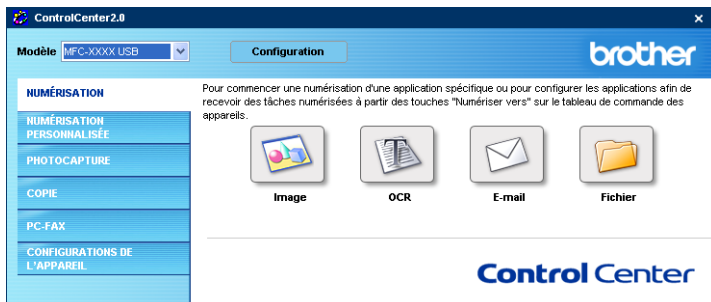 ControlCenter2.0
Modèle MFC-XXXX USB Configuration brother
NUMÉRISATION
NUMÉRISATION
PERSONNALISÉE
PHOTOCAPTURE
COPIE
PC-FAX
CONFIGURATIONS DE
L'APPAREIL
Pour commencer une numérisation d'une application spécifique ou pour configurer les applications afin de
recevoir des tâches numérisées à partir des touches "Numériser vers" sur le tableau de commande des
appareils.
Image OCR E-mail Fichier
Control Center